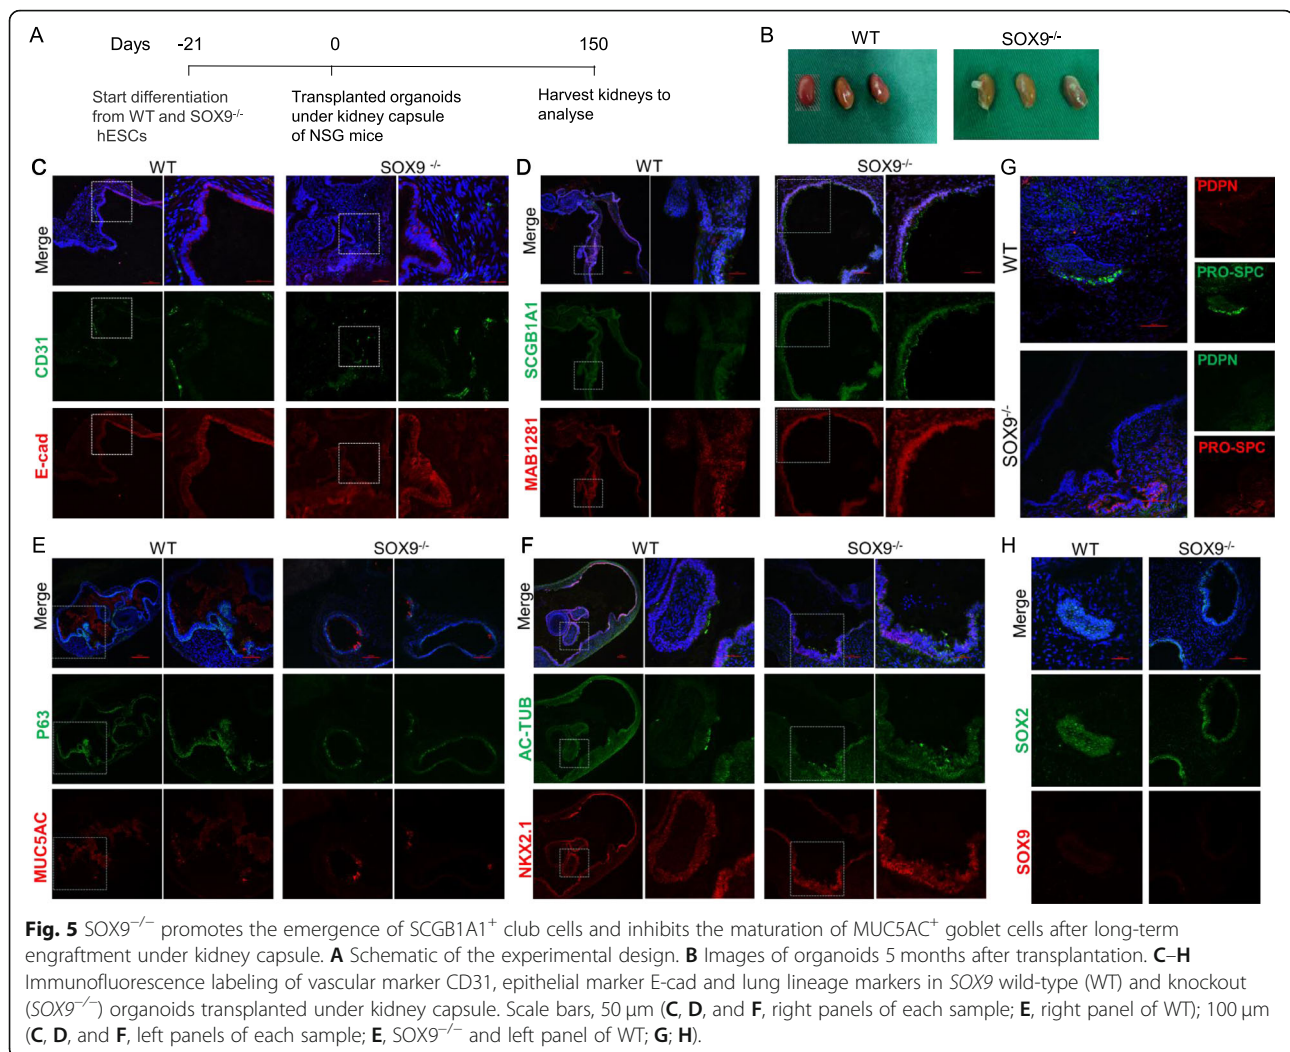 A
Days
-21
0
150
Start differentiation
from WT and SOX9-/-
hESCs
Transplanted organoids
under kidney capsule
of NSG mice
Harvest kidneys to
analyse
B
WT
SOX9-/-
C
WT
SOX9 -/-
Merge
CD31
E-cad
D
WT
SOX9-/-
Merge
SCGB1A1
MAB1281
G
WT
PDPN
PRO-SPC
SOX9-/-
PDPN
PRO-SPC
E
WT
SOX9-/-
Merge
P63
MUC5AC
F
WT
SOX9-/-
Merge
AC-TUB
NKX2.1
H
WT
SOX9-/-
Merge
SOX2
SOX9
Fig. 5 SOX9−/− promotes the emergence of SCGB1A1+ club cells and inhibits the maturation of MUC5AC+ goblet cells after long-term
engraftment under kidney capsule. A Schematic of the experimental design. B Images of organoids 5 months after transplantation. C–H
Immunofluorescence labeling of vascular marker CD31, epithelial marker E-cad and lung lineage markers in SOX9 wild-type (WT) and knockout
(SOX9−/−) organoids transplanted under kidney capsule. Scale bars, 50 μm (C, D, and F, right panels of each sample; E, right panel of WT); 100 μm
(C, D, and F, left panels of each sample; E, SOX9−/− and left panel of WT; G; H).